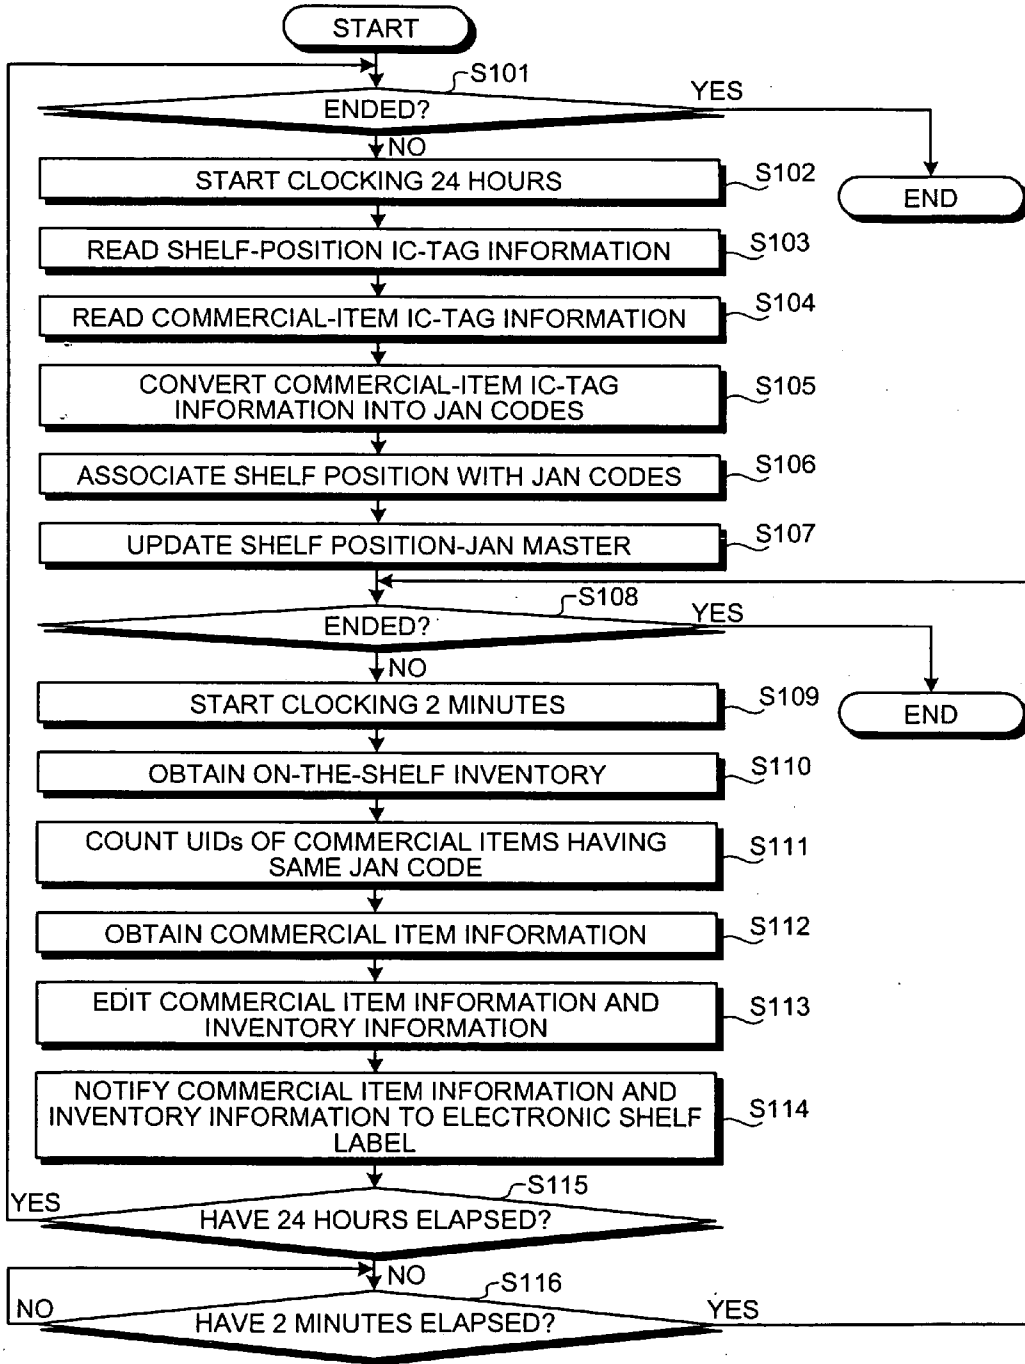 START
S101
ENDED?
YES
NO
START CLOCKING 24 HOURS
S102
END
READ SHELF-POSITION IC-TAG INFORMATION
S103
READ COMMERCIAL-ITEM IC-TAG INFORMATION
S104
CONVERT COMMERCIAL-ITEM IC-TAG
INFORMATION INTO JAN CODES
S105
ASSOCIATE SHELF POSITION WITH JAN CODES
S106
UPDATE SHELF POSITION-JAN MASTER
S107
S108
ENDED?
YES
NO
START CLOCKING 2 MINUTES
S109
END
OBTAIN ON-THE-SHELF INVENTORY
S110
COUNT UIDs OF COMMERCIAL ITEMS HAVING
SAME JAN CODE
S111
OBTAIN COMMERCIAL ITEM INFORMATION
S112
EDIT COMMERCIAL ITEM INFORMATION AND
INVENTORY INFORMATION
S113
NOTIFY COMMERCIAL ITEM INFORMATION AND
INVENTORY INFORMATION TO ELECTRONIC SHELF
LABEL
S114
S115
YES
HAVE 24 HOURS ELAPSED?
NO
S116
NO
HAVE 2 MINUTES ELAPSED?
YES